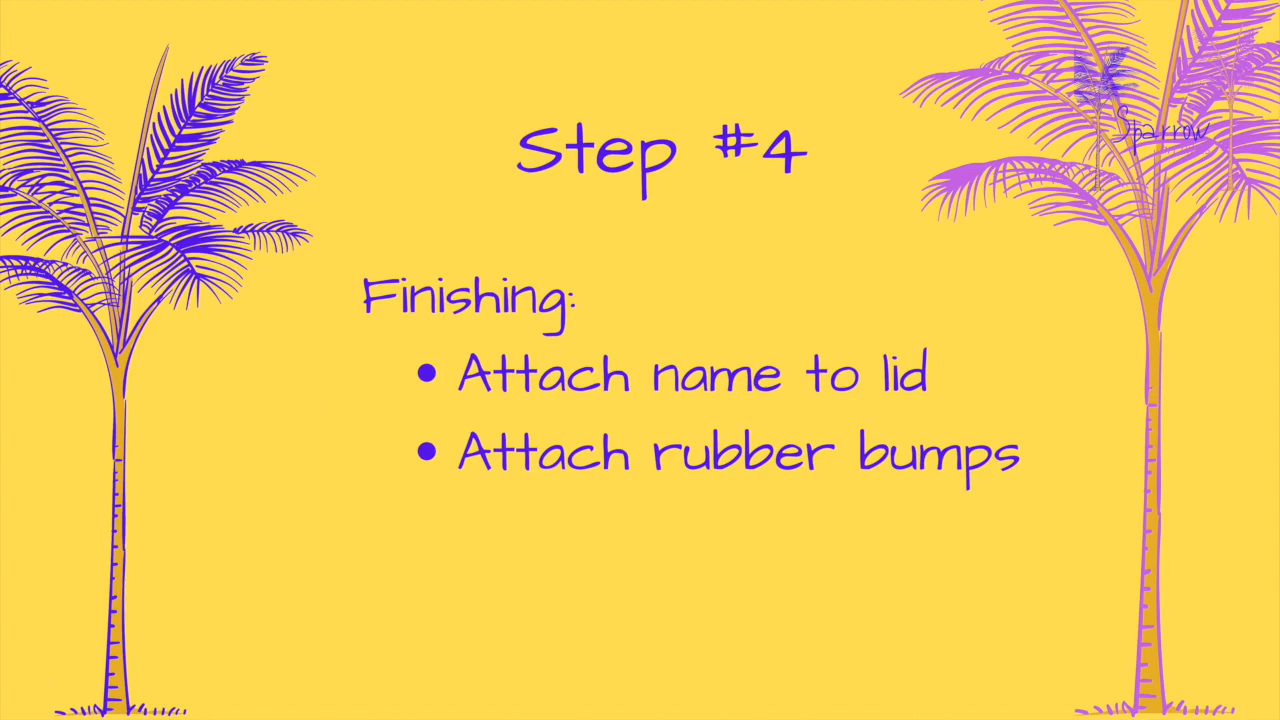 Sparrow
Step #4
Finishing:
• Attach name to lid
• Attach rubber bumps